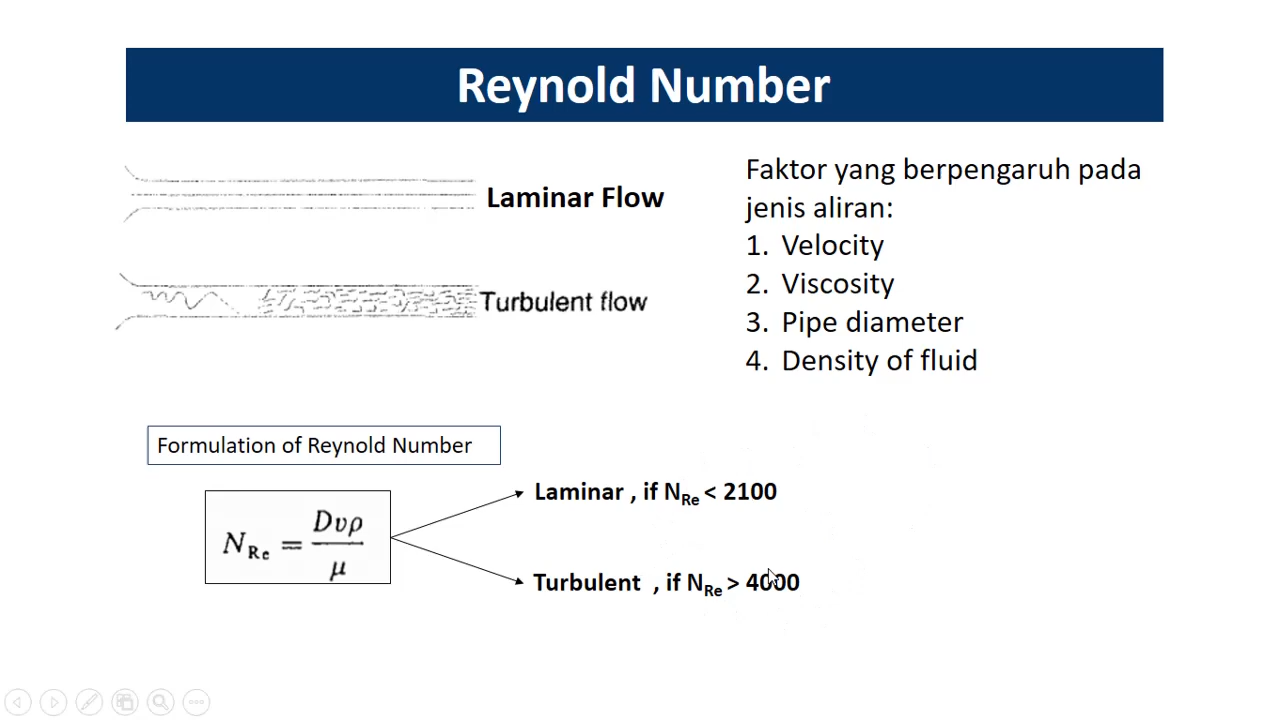 Reynold Number
Laminar Flow
Turbulent flow
Faktor yang berpengaruh pada
jenis aliran:
1. Velocity
2. Viscosity
3. Pipe diameter
4. Density of fluid
Formulation of Reynold Number
N_Re = Dvρ / μ
Laminar , if N_Re < 2100
Turbulent , if N_Re > 4000